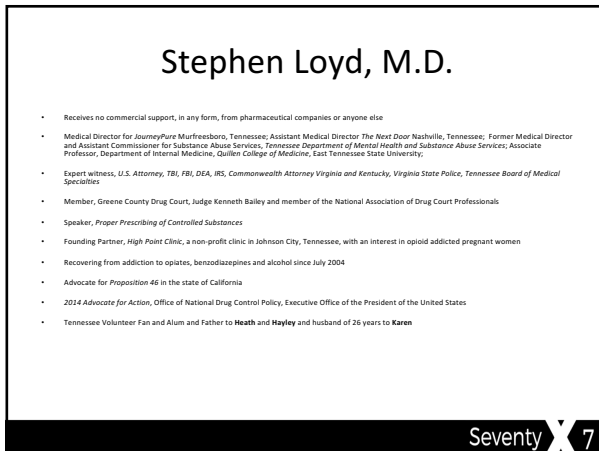 Stephen Loyd, M.D.
• Receives no commercial support, in any form, from pharmaceutical companies or anyone else
• Medical Director for JourneyPure Murfreesboro, Tennessee; Assistant Medical Director The Next Door Nashville, Tennessee; Former Medical Director
and Assistant Commissioner for Substance Abuse Services, Tennessee Department of Mental Health and Substance Abuse Services; Associate
Professor, Department of Internal Medicine, Quillen College of Medicine, East Tennessee State University;
• Expert witness, U.S. Attorney, TBI, FBI, DEA, IRS, Commonwealth Attorney Virginia and Kentucky, Virginia State Police, Tennessee Board of Medical
Specialties
• Member, Greene County Drug Court, Judge Kenneth Bailey and member of the National Association of Drug Court Professionals
• Speaker, Proper Prescribing of Controlled Substances
• Founding Partner, High Point Clinic, a non-profit clinic in Johnson City, Tennessee, with an interest in opioid addicted pregnant women
• Recovering from addiction to opiates, benzodiazepines and alcohol since July 2004
• Advocate for Proposition 46 in the state of California
• 2014 Advocate for Action, Office of National Drug Control Policy, Executive Office of the President of the United States
• Tennessee Volunteer Fan and Alum and Father to Heath and Hayley and husband of 26 years to Karen
Seventy X 7